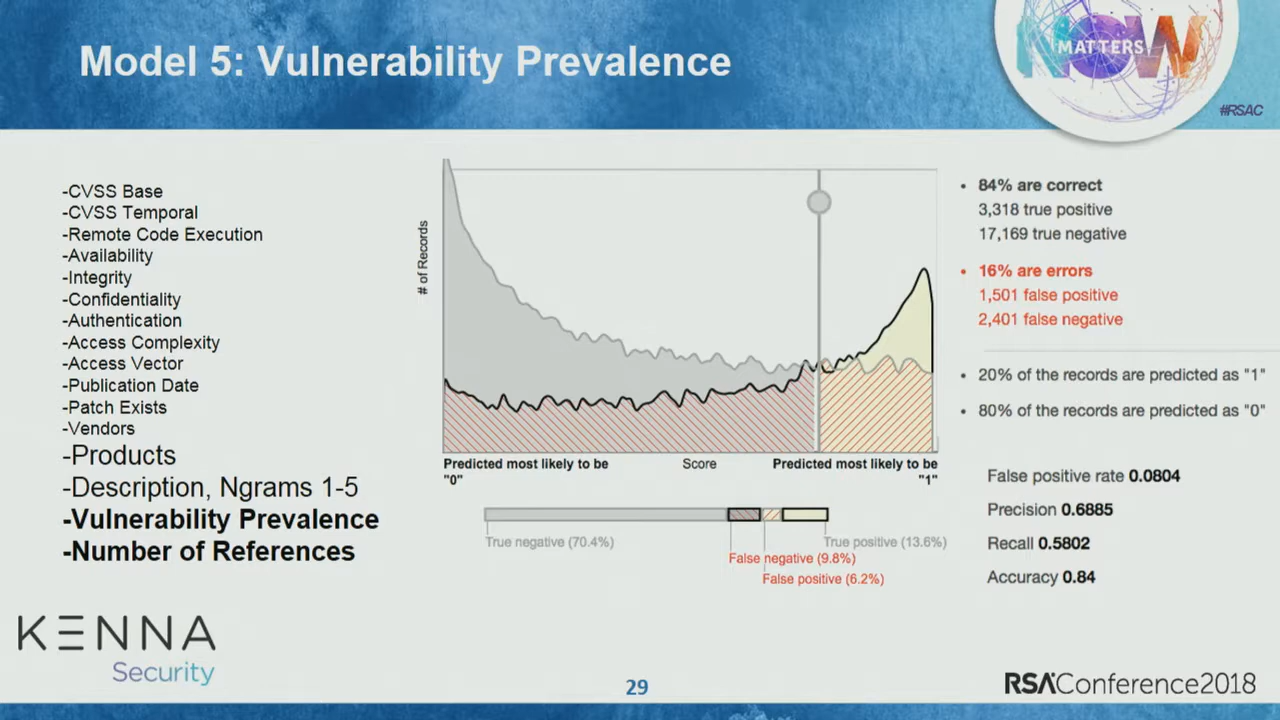 Model 5: Vulnerability Prevalence
NOW
MATTERS
#RSAC
-CVSS Base
-CVSS Temporal
-Remote Code Execution
-Availability
-Integrity
-Confidentiality
-Authentication
-Access Complexity
-Access Vector
-Publication Date
-Patch Exists
-Vendors
-Products
-Description, Ngrams 1-5
-Vulnerability Prevalence
-Number of References
# of Records
Predicted most likely to be "0"
Score
Predicted most likely to be "1"
True negative (70.4%)
True positive (13.6%)
False negative (9.8%)
False positive (6.2%)
• 84% are correct
3,318 true positive
17,169 true negative
• 16% are errors
1,501 false positive
2,401 false negative
• 20% of the records are predicted as "1"
• 80% of the records are predicted as "0"
False positive rate 0.0804
Precision 0.6885
Recall 0.5802
Accuracy 0.84
KENNA
Security
29
RSAConference2018